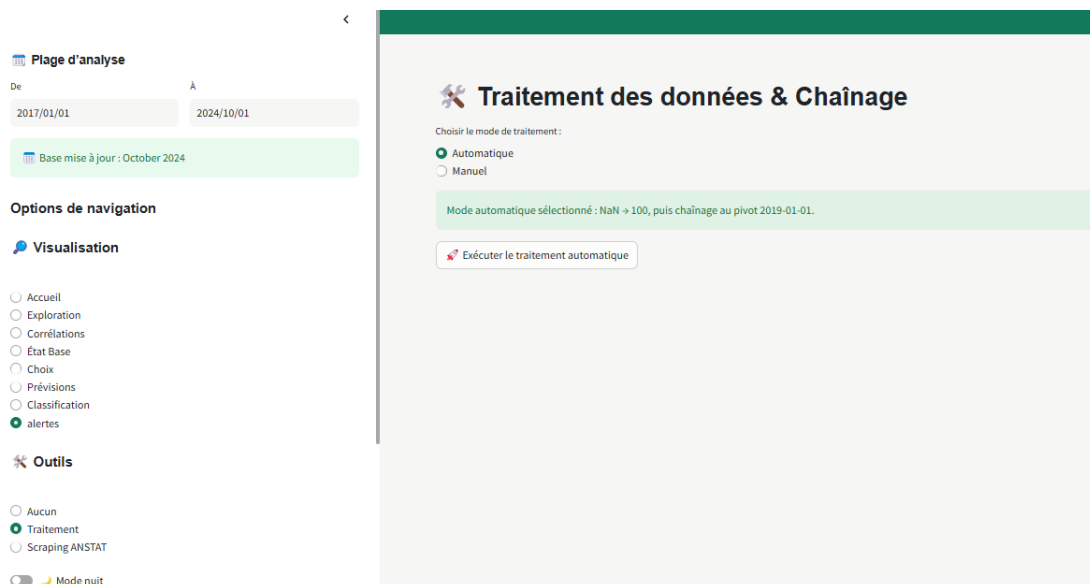 Plage d'analyse
De
À
2017/01/01
2024/10/01
Base mise à jour : October 2024
Options de navigation
Visualisation
Accueil
Exploration
Corrélations
État Base
Choix
Prévisions
Classification
alertes
Outils
Aucun
Traitement
Scraping ANSTAT
Mode nuit
Traitement des données & Chaînage
Choisir le mode de traitement :
Automatique
Manuel
Mode automatique sélectionné : NaN → 100, puis chaînage au pivot 2019-01-01.
Exécuter le traitement automatique